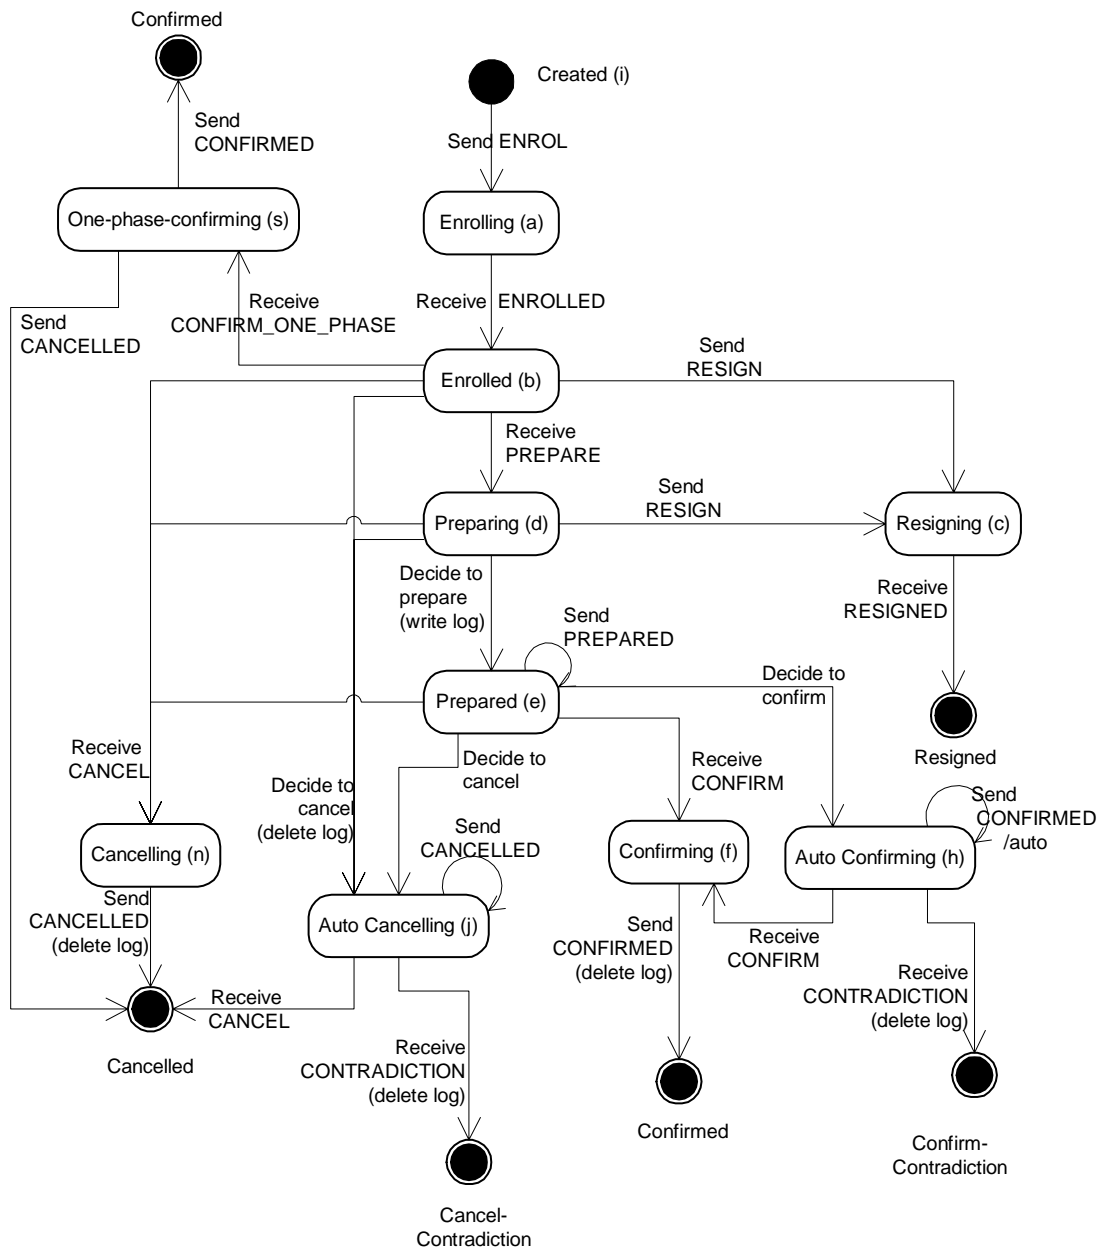 Confirmed
Created (i)
Send
CONFIRMED
Send ENROL
One-phase-confirming (s)
Enrolling (a)
Receive
CONFIRM_ONE_PHASE
Receive ENROLLED
Send
CANCELLED
Send
RESIGN
Enrolled (b)
Receive
PREPARE
Send
RESIGN
Preparing (d)
Resigning (c)
Decide to
prepare
(write log)
Receive
RESIGNED
Send
PREPARED
Decide to
confirm
Prepared (e)
Receive
CANCEL
Decide to
cancel
(delete log)
Decide to
cancel
Receive
CONFIRM
Resigned
Send
CONFIRMED
/auto
Send
CANCELLED
Cancelling (n)
Confirming (f)
Auto Confirming (h)
Send
CANCELLED
(delete log)
Auto Cancelling (j)
Send
CONFIRMED
(delete log)
Receive
CONFIRM
Receive
CONTRADICTION
(delete log)
Receive
CANCEL
Cancelled
Receive
CONTRADICTION
(delete log)
Confirmed
Confirm-
Contradiction
Cancel-
Contradiction